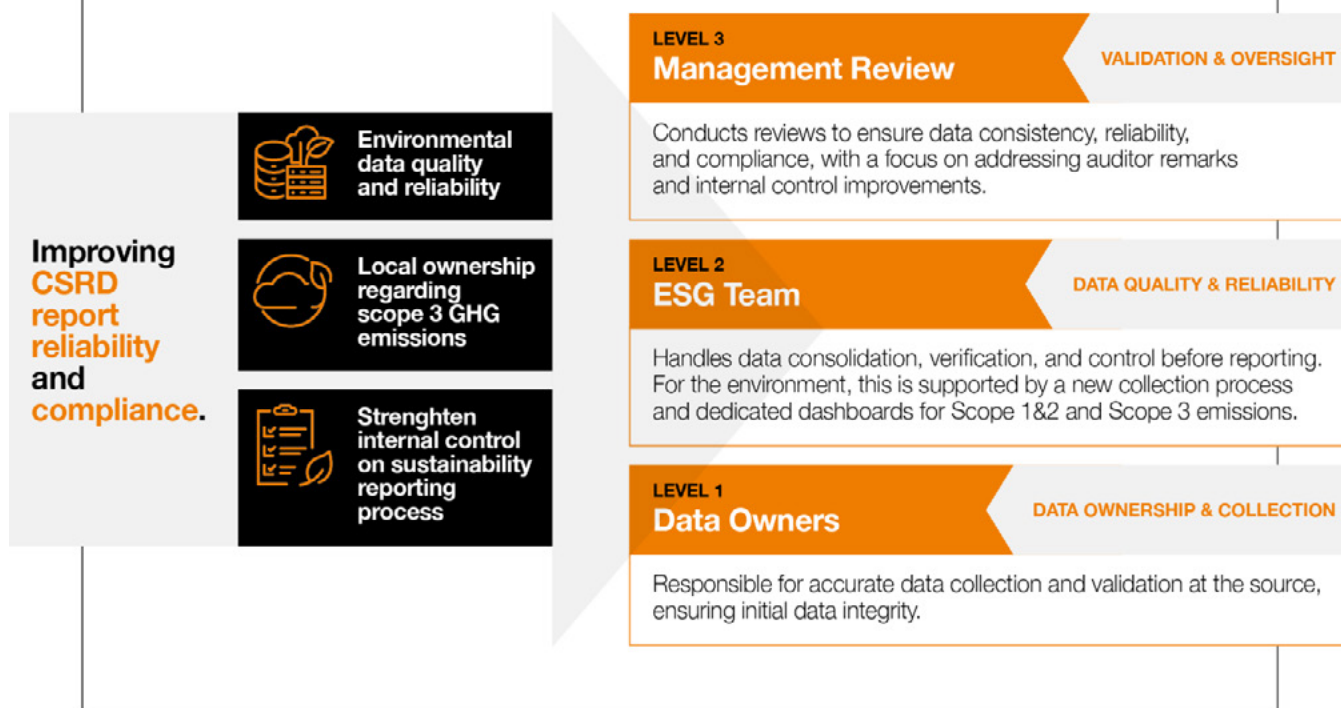 Improving
CSRD
report
reliability
and
compliance.
Environmental
data quality
and reliability
Local ownership
regarding
scope 3 GHG
emissions
Strenghten
internal control
on sustainability
reporting
process
LEVEL 3
Management Review
VALIDATION & OVERSIGHT
Conducts reviews to ensure data consistency, reliability,
and compliance, with a focus on addressing auditor remarks
and internal control improvements.
LEVEL 2
ESG Team
DATA QUALITY & RELIABILITY
Handles data consolidation, verification, and control before reporting.
For the environment, this is supported by a new collection process
and dedicated dashboards for Scope 1&2 and Scope 3 emissions.
LEVEL 1
Data Owners
DATA OWNERSHIP & COLLECTION
Responsible for accurate data collection and validation at the source,
ensuring initial data integrity.